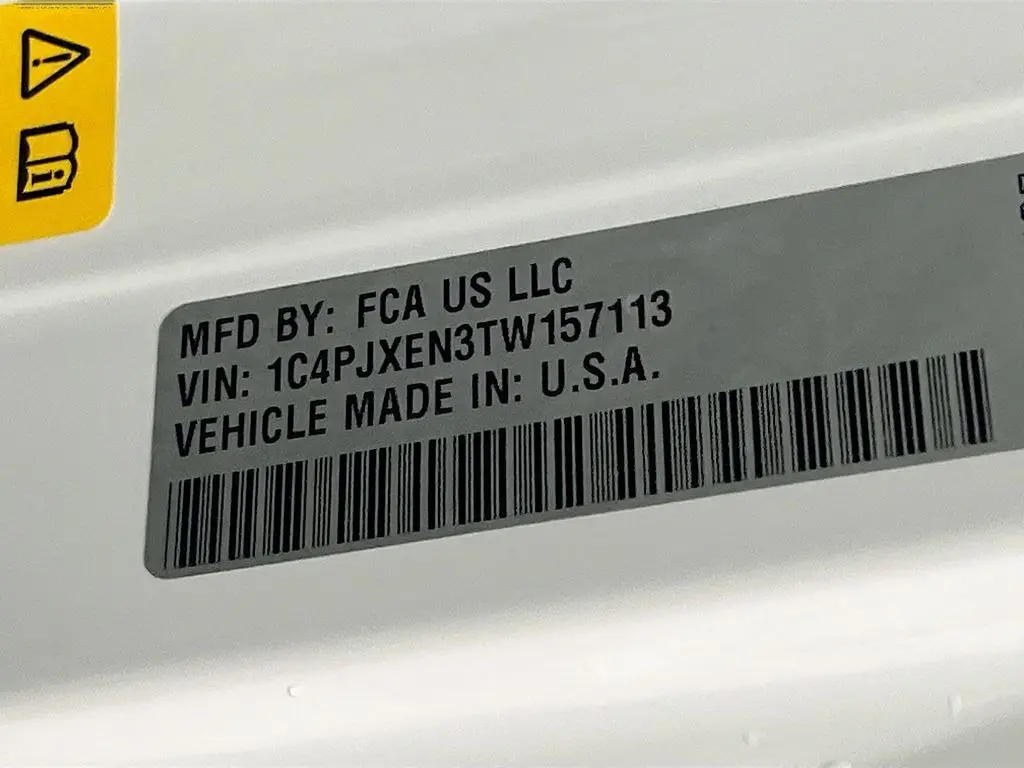 MFD BY: FCA US LLC
VIN: 1C4PJXEN3TW157113
VEHICLE MADE IN: U.S.A.